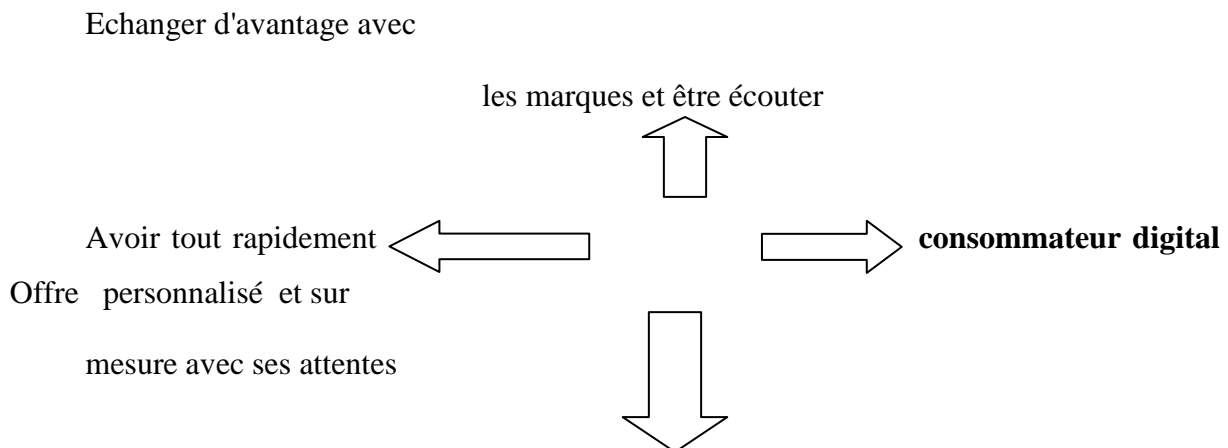 Echanger d'avantage avec
les marques et être écouter
Avoir tout rapidement
consommateur digital
Offre personnalisé et sur
mesure avec ses attentes